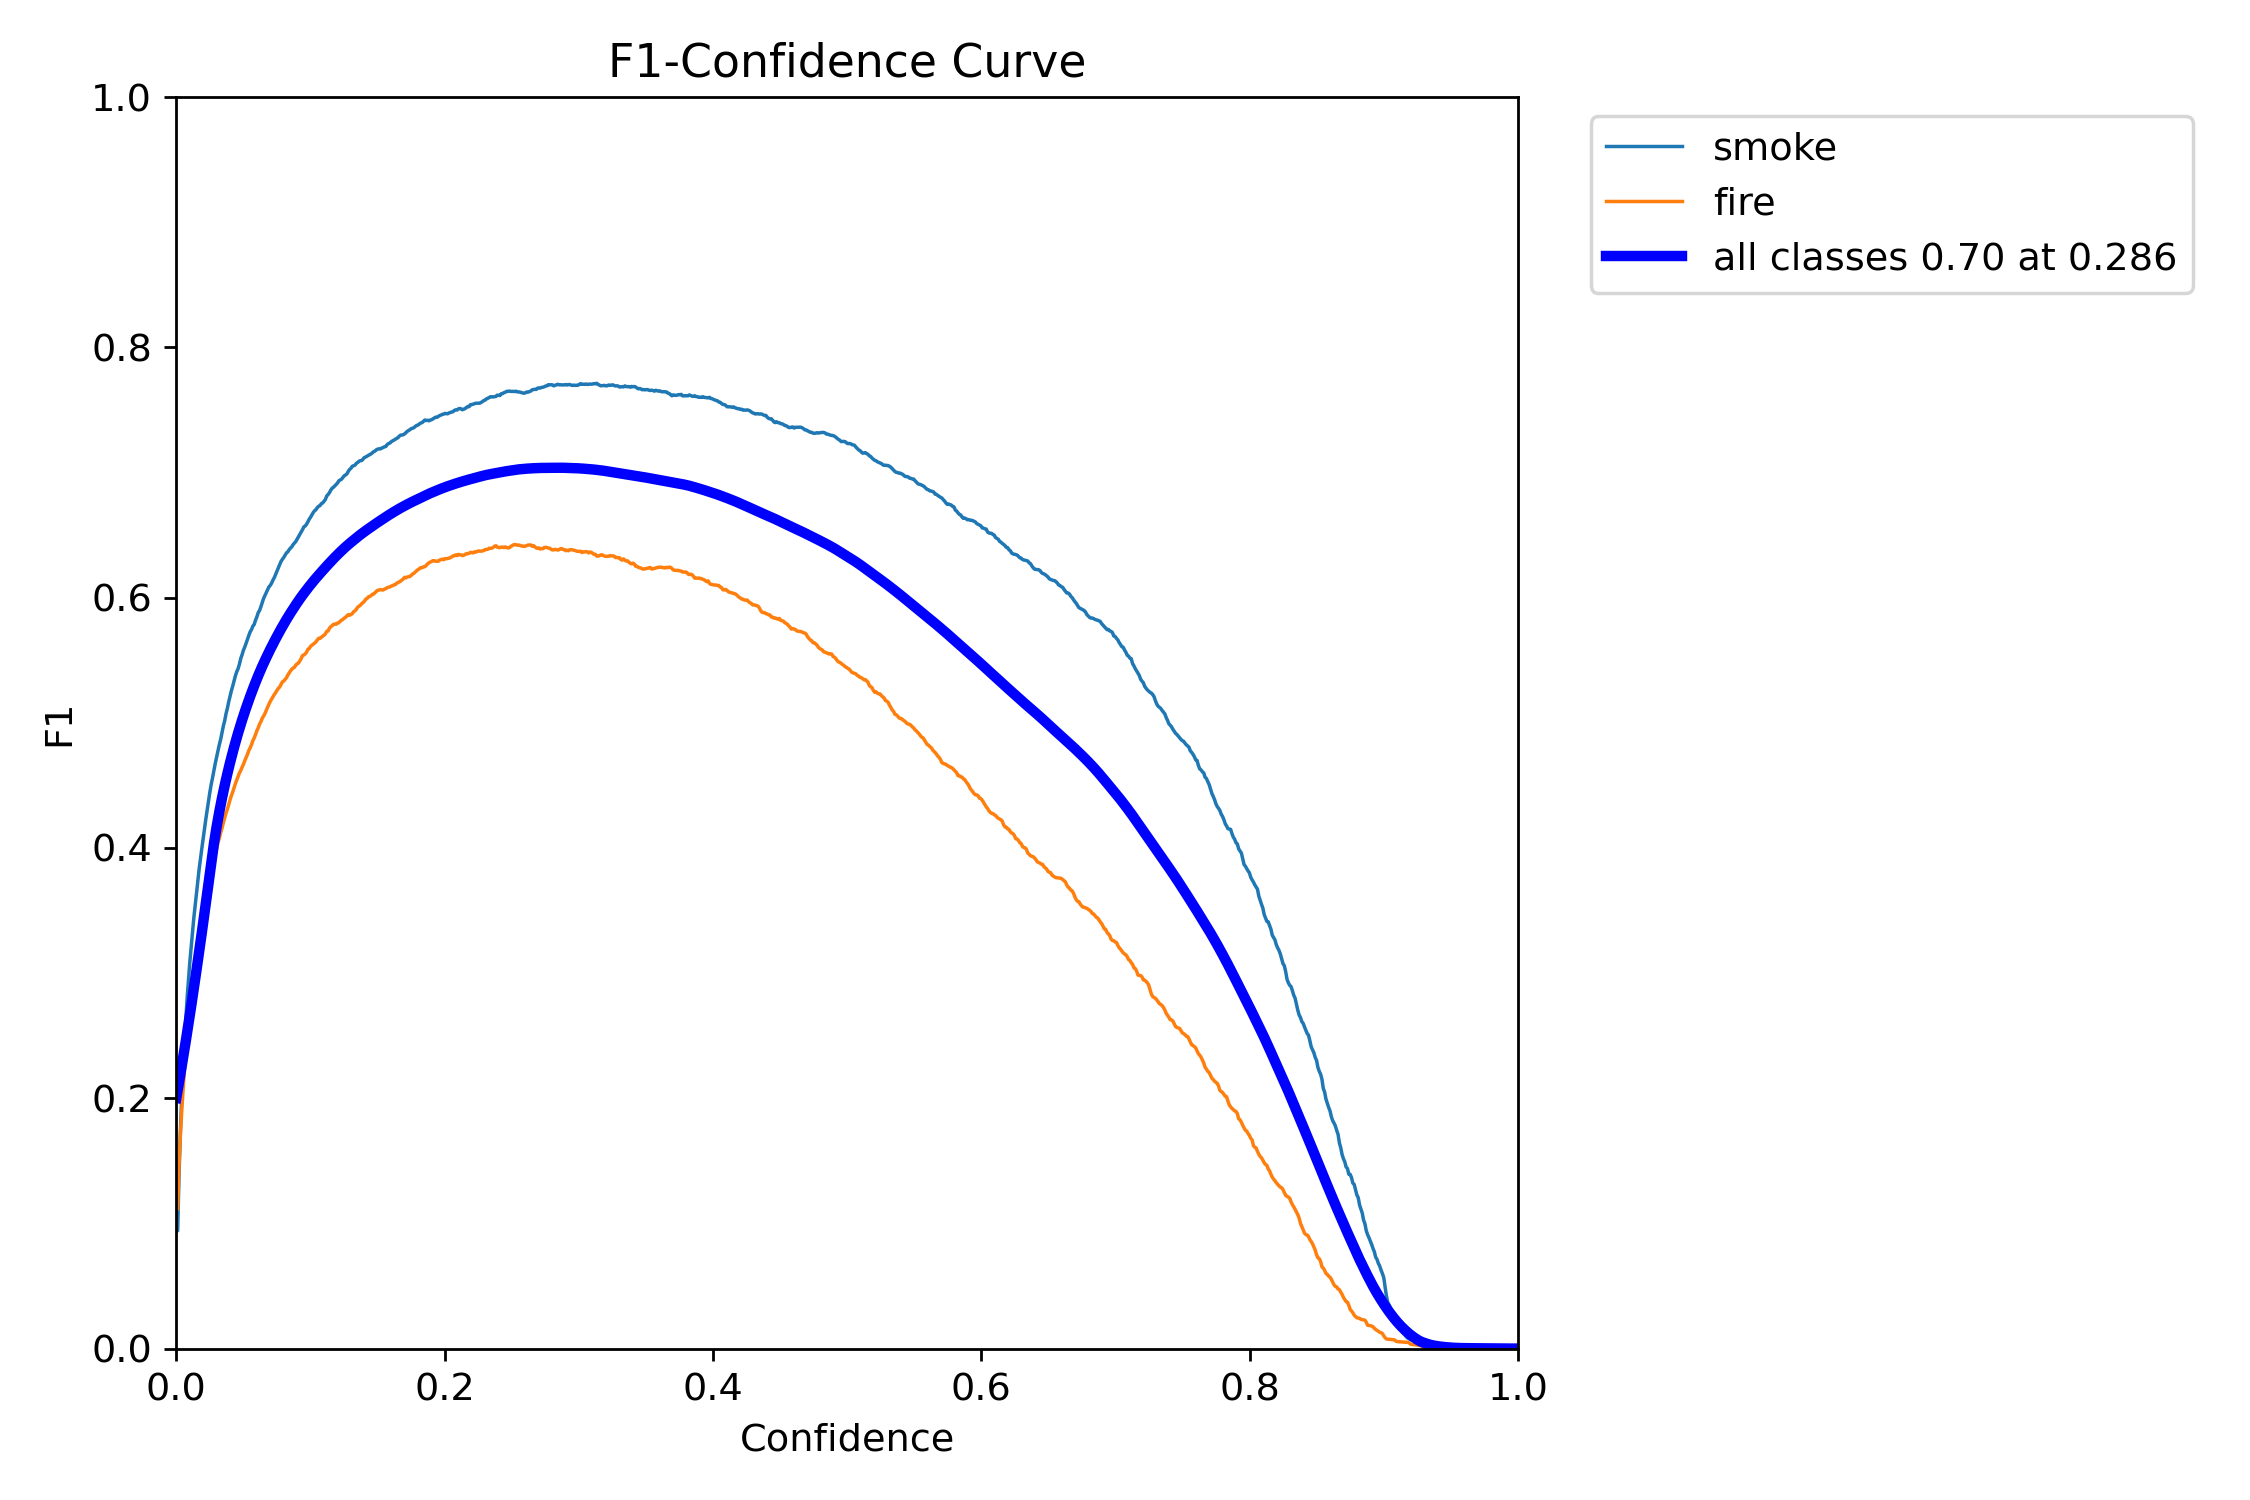 F1-Confidence Curve
1.0
0.8
0.6
0.4
0.2
0.0
F1
0.0 0.2 0.4 0.6 0.8 1.0
Confidence
smoke
fire
all classes 0.70 at 0.286